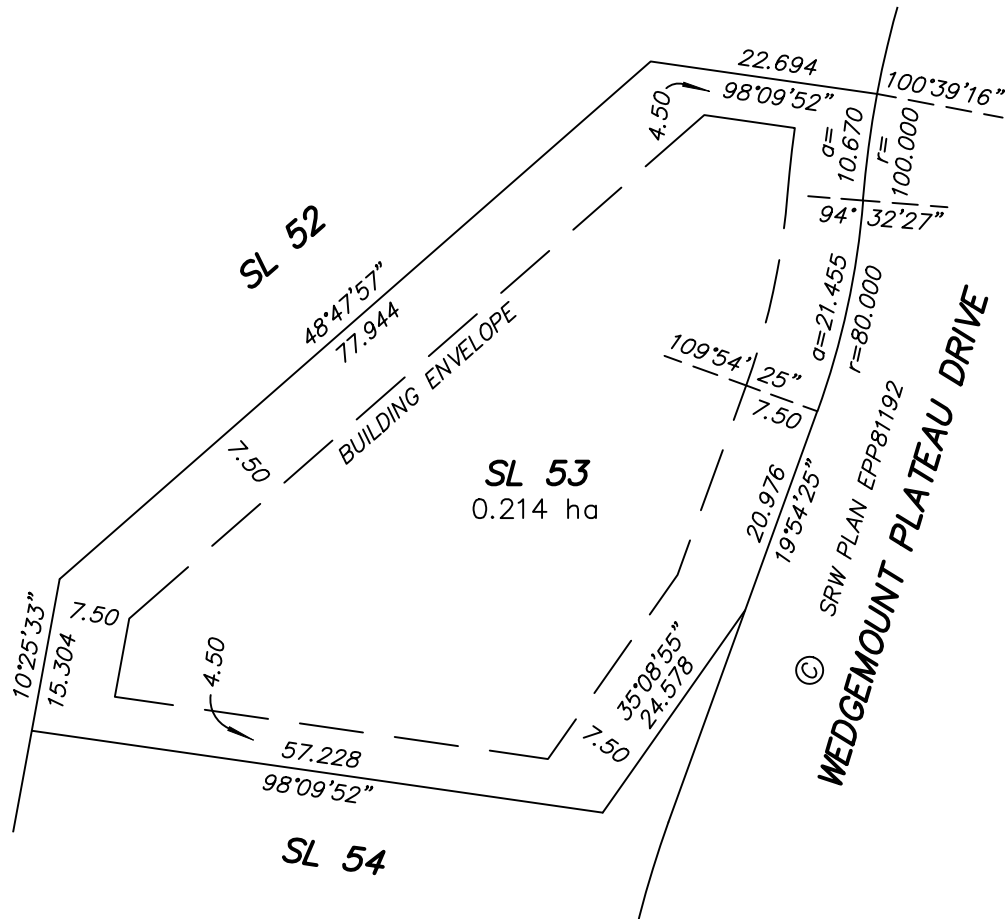 22.694
98°09'52"
100°39'16"
4.50
a=
10.670
r=
100.000
94° 32'27"
SL 52
48°47'57"
77.944
a=21.455
r=80.000
BUILDING ENVELOPE
109°54' 25"
7.50
7.50
SL 53
0.214 ha
20.976
19°54'25"
SRW PLAN EPP81192
WEDGEMOUNT PLATEAU DRIVE
©
10°25'33"
15.304
7.50
4.50
35°08'55"
24.578
7.50
57.228
98°09'52"
SL 54